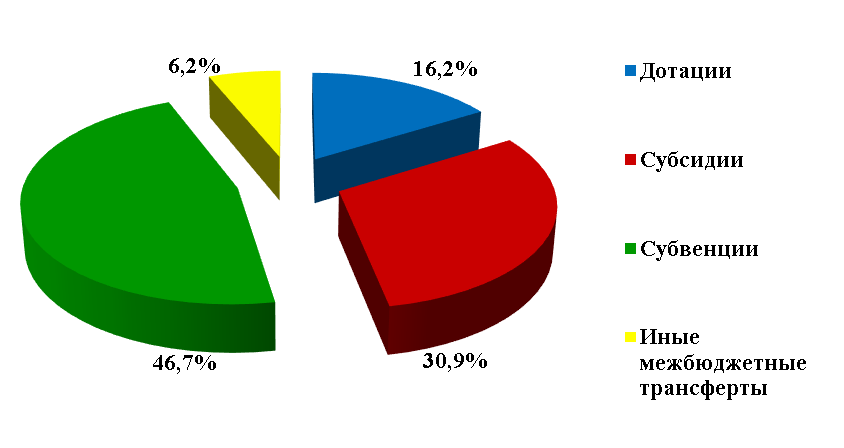 6,2%
16,2%
46,7%
30,9%
Дотации
Субсидии
Субвенции
Иные
межбюджетные
трансферты